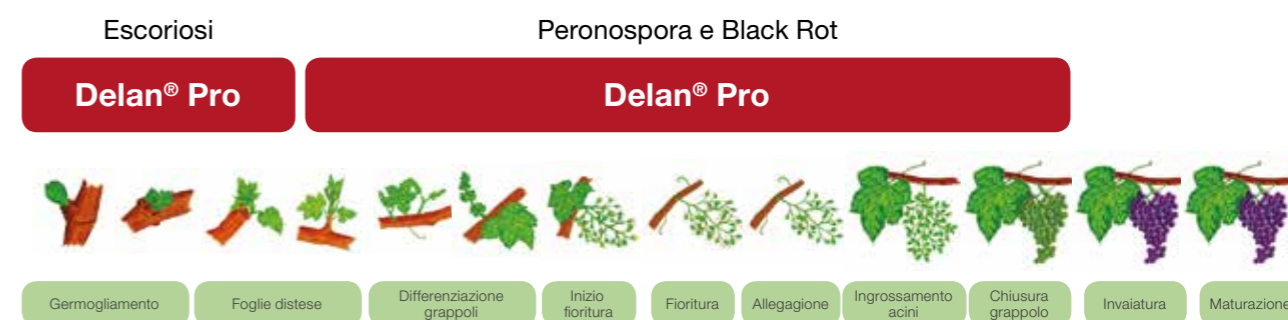 Escoriosi
Peronospora e Black Rot
Delan® Pro
Delan® Pro
Germogliamento
Foglie distese
Differenziazione
grappoli
Inizio
fioritura
Fioritura
Allegagione
Ingrossamento
acini
Chiusura
grappolo
Invaiatura
Maturazione